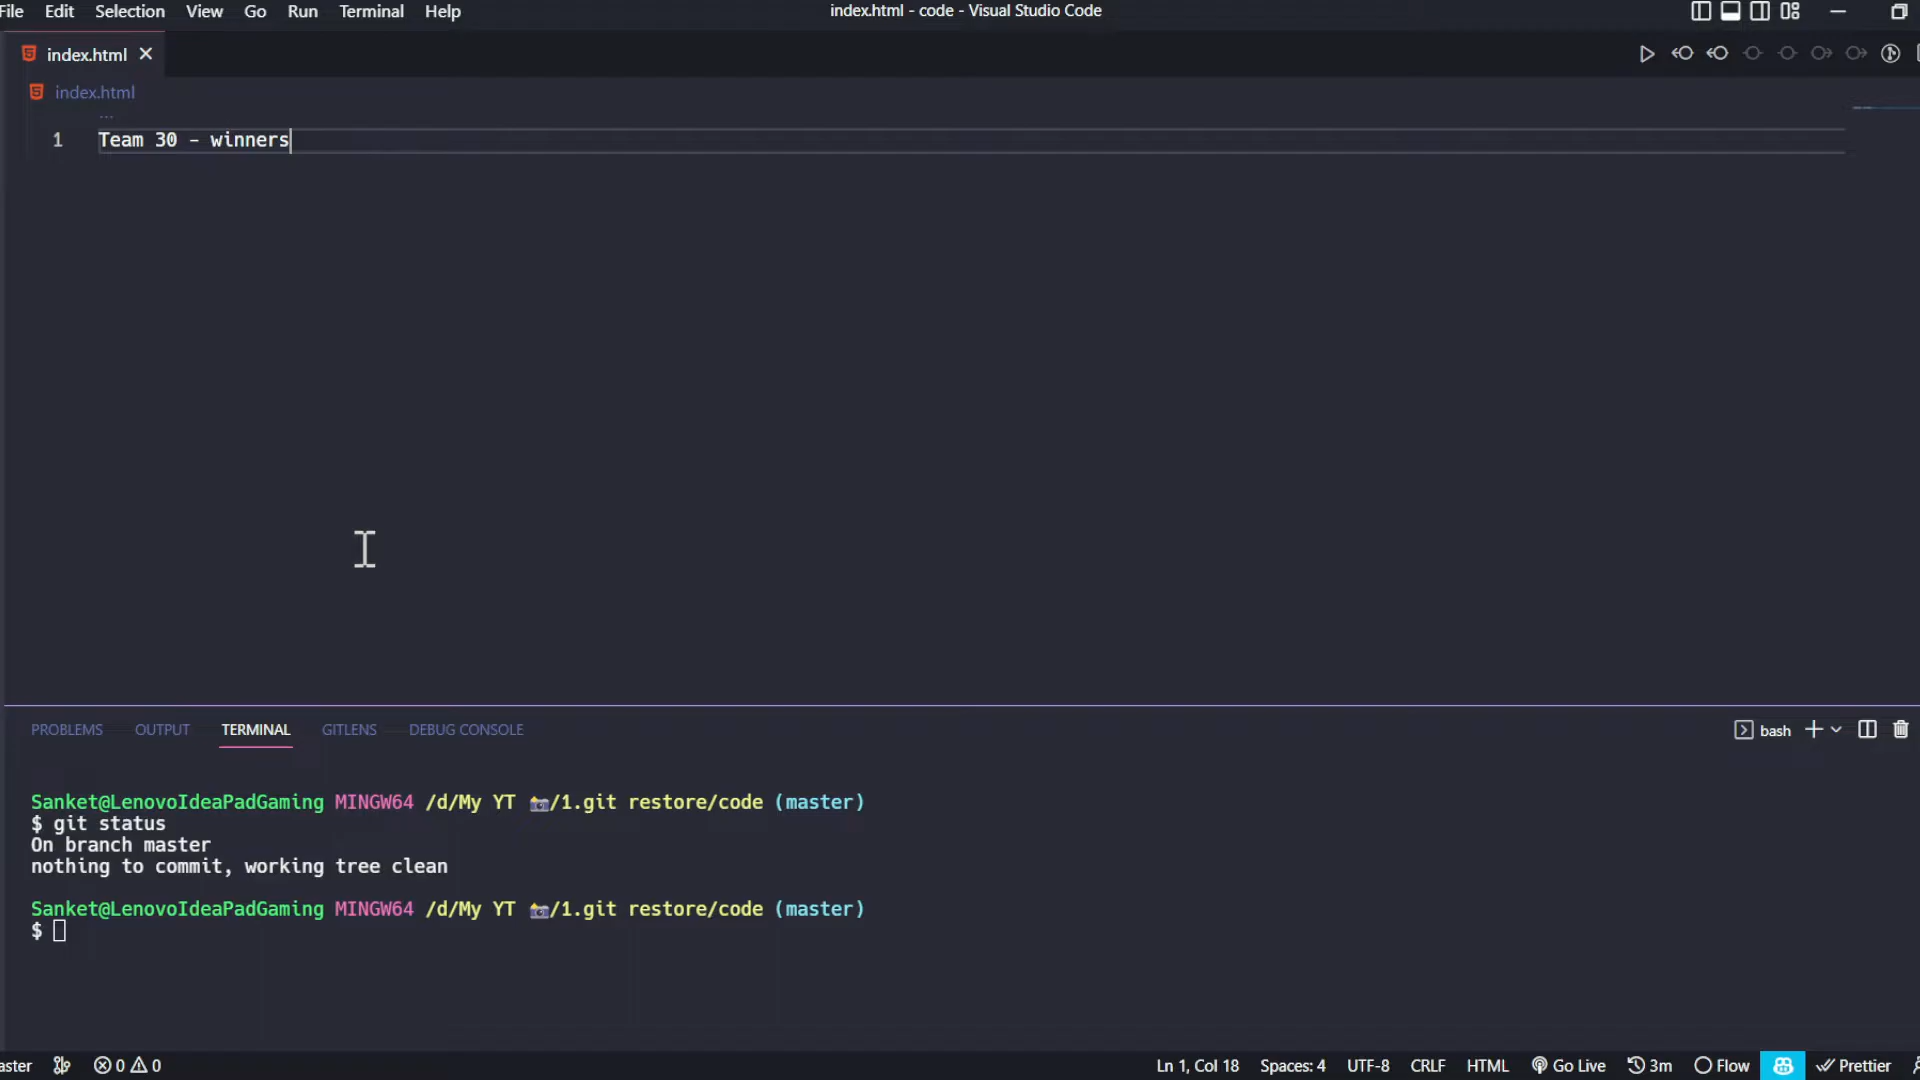 File Edit Selection View Go Run Terminal Help
index.html - code - Visual Studio Code
index.html
index.html
...
1 Team 30 - winners
PROBLEMS OUTPUT TERMINAL GITLENS DEBUG CONSOLE
bash
Sanket@LenovoIdeaPadGaming MINGW64 /d/My YT 📸/1.git restore/code (master)
$ git status
On branch master
nothing to commit, working tree clean
Sanket@LenovoIdeaPadGaming MINGW64 /d/My YT 📸/1.git restore/code (master)
$
aster 0 0 Ln 1, Col 18 Spaces: 4 UTF-8 CRLF HTML Go Live 3m Flow Prettier